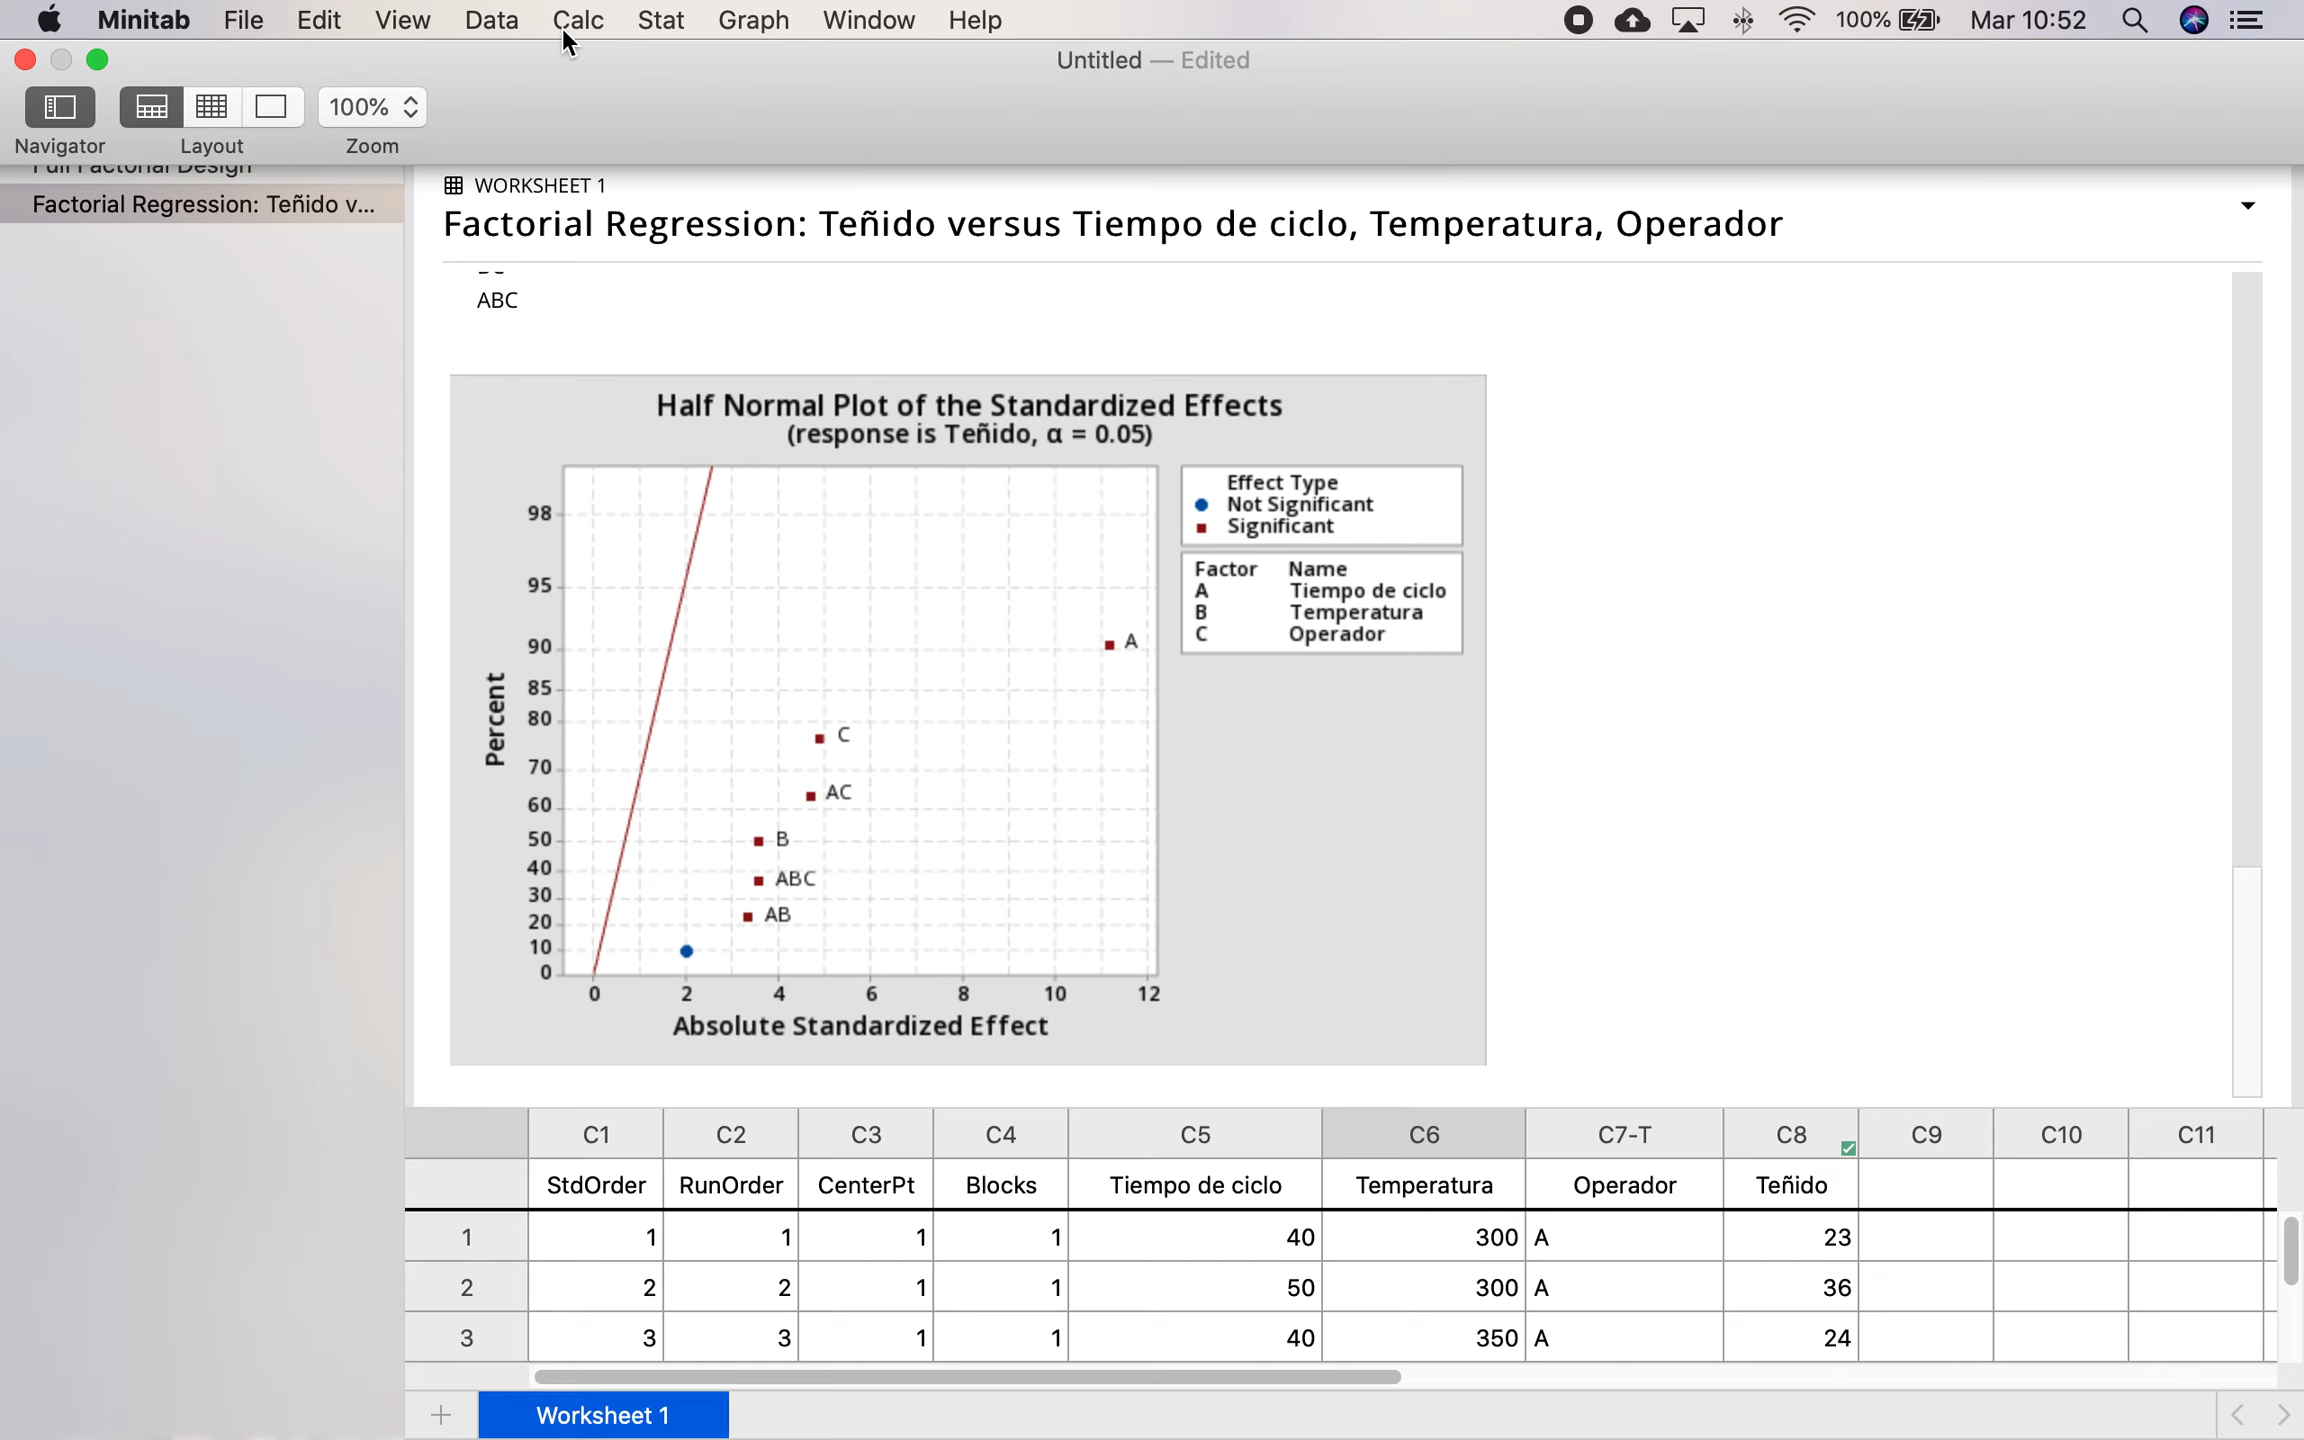 Minitab File Edit View Data Calc Stat Graph Window Help 100% Mar 10:52
Untitled — Edited
100%
Navigator Layout Zoom
Full Factorial Design
Factorial Regression: Teñido v...
WORKSHEET 1
Factorial Regression: Teñido versus Tiempo de ciclo, Temperatura, Operador
ABC
Half Normal Plot of the Standardized Effects
(response is Teñido, α = 0.05)
Effect Type
Not Significant
Significant
Factor Name
A Tiempo de ciclo
B Temperatura
C Operador
Percent
98
95
90
85
80
70
60
50
40
30
20
10
0
A
C
AC
B
ABC
AB
0 2 4 6 8 10 12
Absolute Standardized Effect
C1 C2 C3 C4 C5 C6 C7-T C8 C9 C10 C11
StdOrder RunOrder CenterPt Blocks Tiempo de ciclo Temperatura Operador Teñido
1 1 1 1 1 40 300 A 23
2 2 2 1 1 50 300 A 36
3 3 3 1 1 40 350 A 24
Worksheet 1